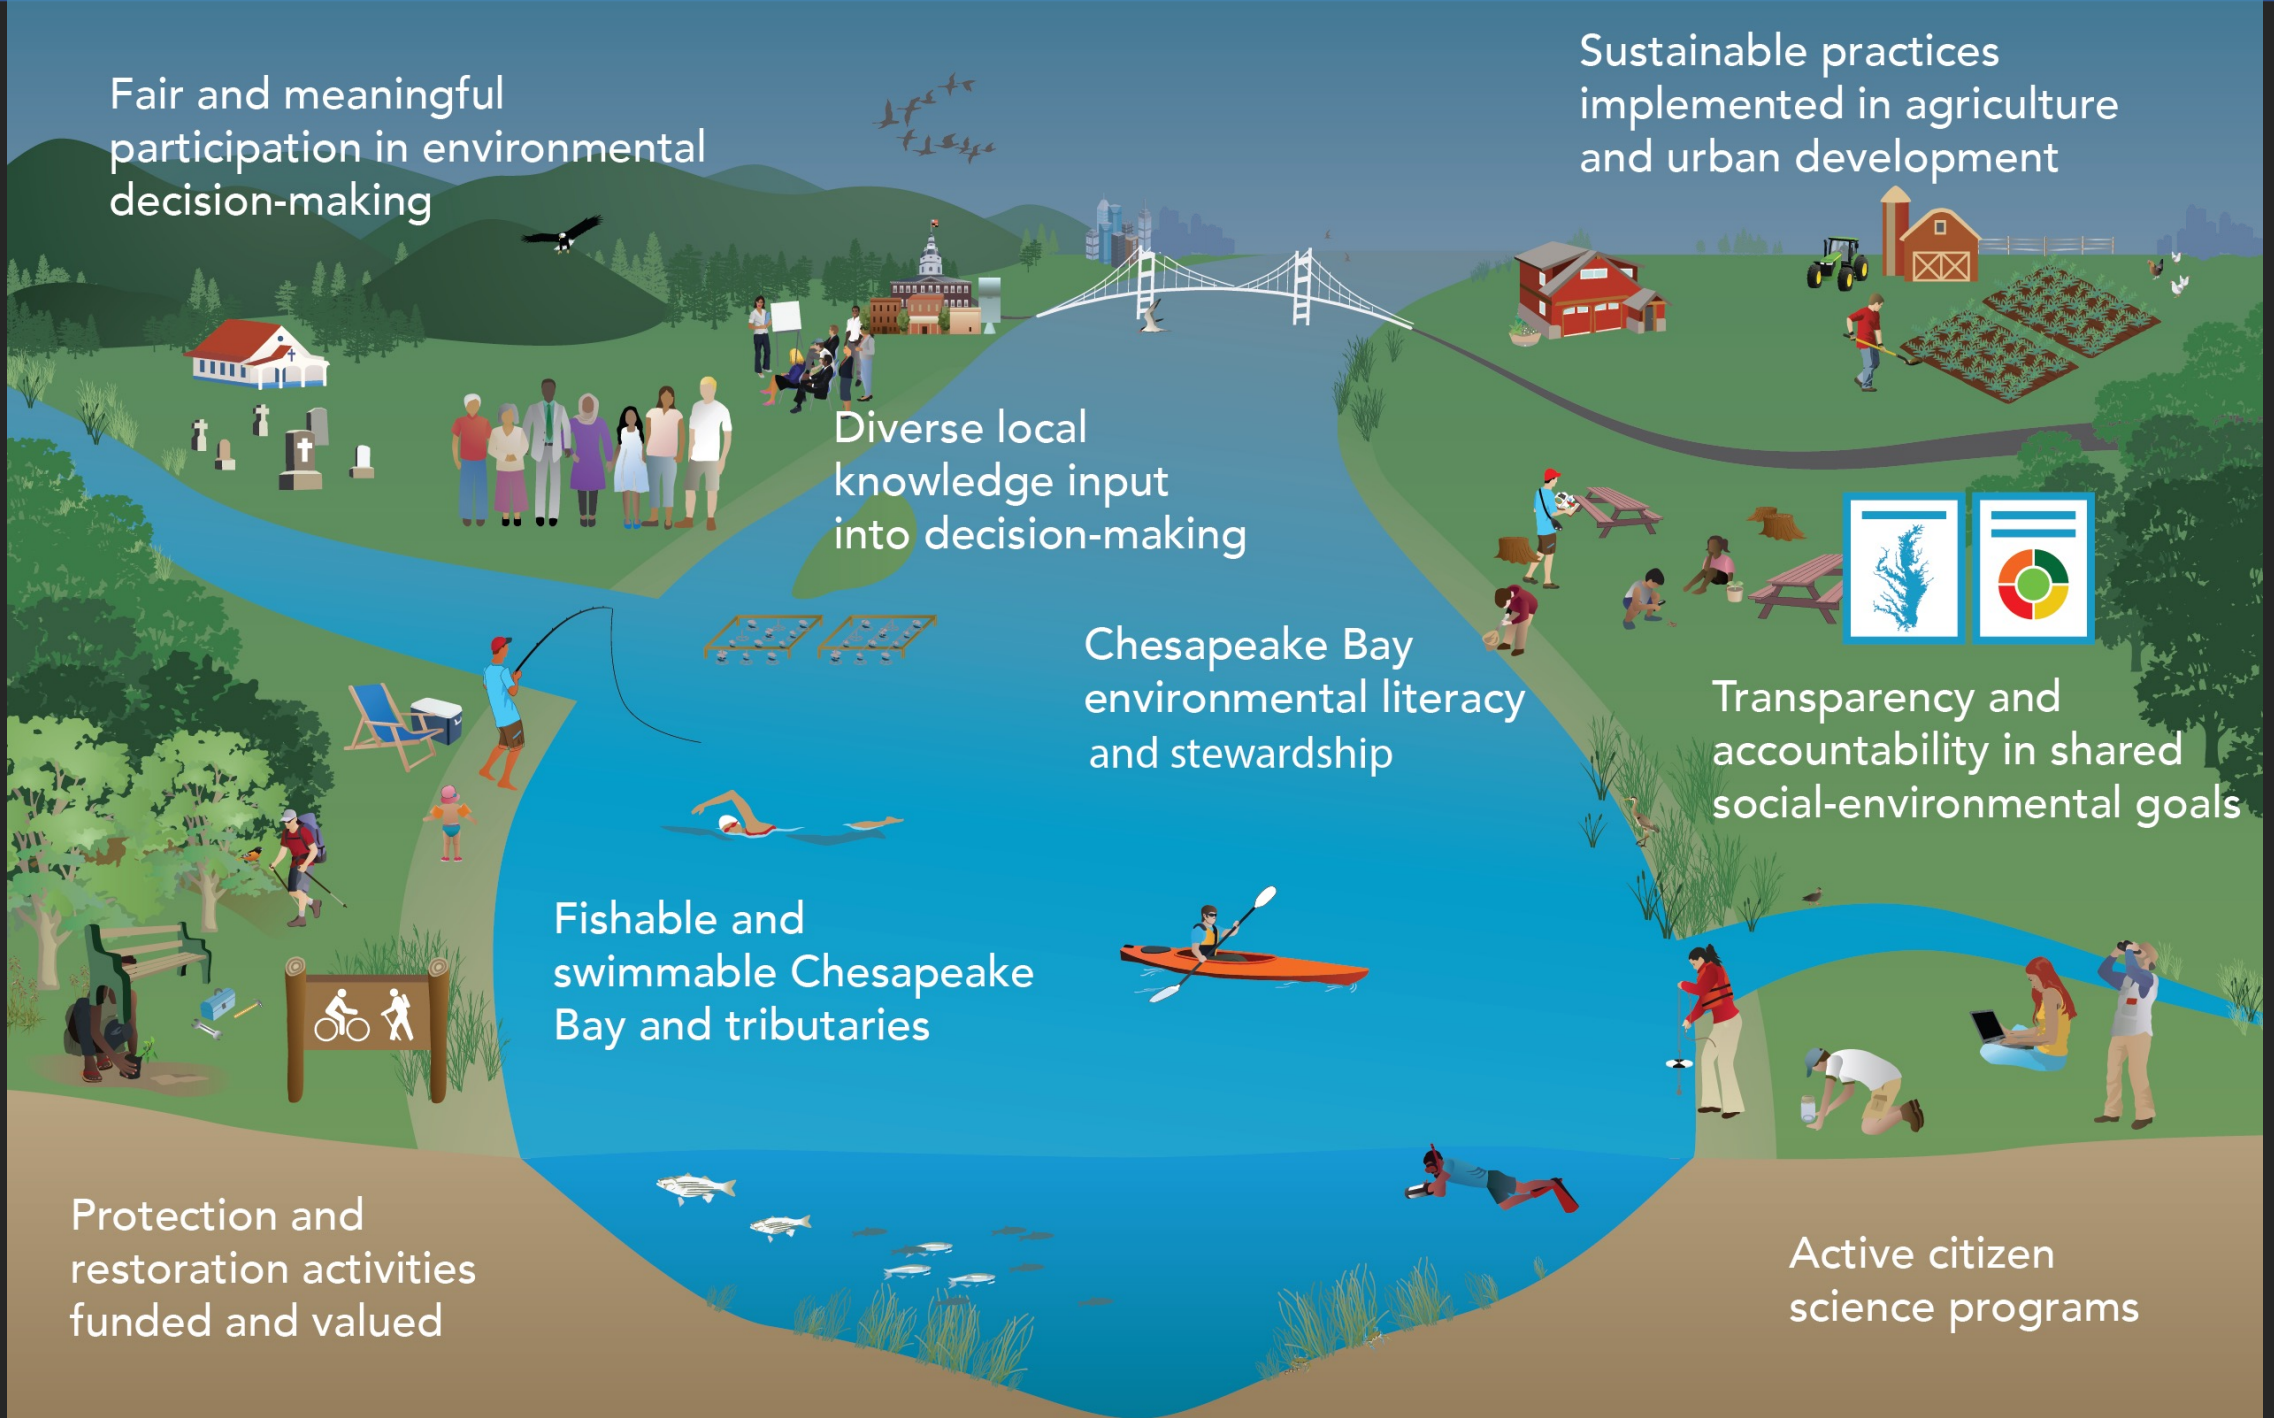 Fair and meaningful
participation in environmental
decision-making
Sustainable practices
implemented in agriculture
and urban development
Diverse local
knowledge input
into decision-making
Chesapeake Bay
environmental literacy
and stewardship
Transparency and
accountability in shared
social-environmental goals
Fishable and
swimmable Chesapeake
Bay and tributaries
Protection and
restoration activities
funded and valued
Active citizen
science programs